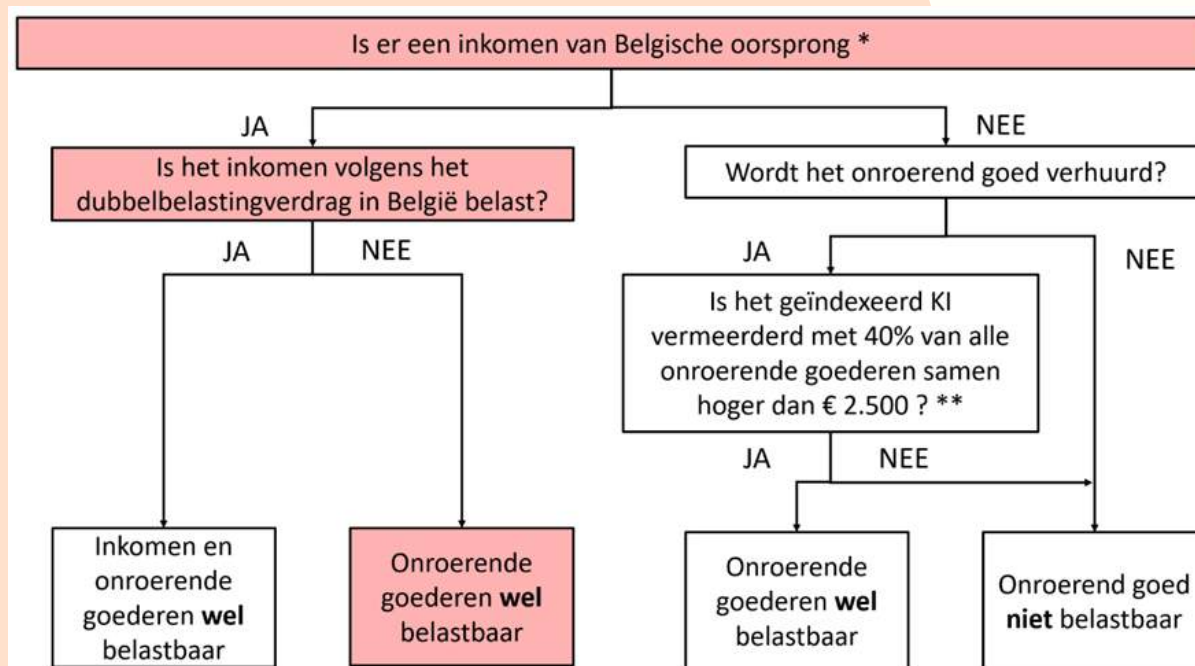 Is er een inkomen van Belgische oorsprong *
JA
NEE
Is het inkomen volgens het
dubbelbelastingverdrag in België belast?
Wordt het onroerend goed verhuurd?
JA
NEE
JA
NEE
Is het geïndexeerd KI
vermeerderd met 40% van alle
onroerende goederen samen
hoger dan € 2.500 ? **
JA
NEE
Inkomen en
onroerende
goederen wel
belastbaar
Onroerende
goederen wel
belastbaar
Onroerende
goederen wel
belastbaar
Onroerend goed
niet belastbaar